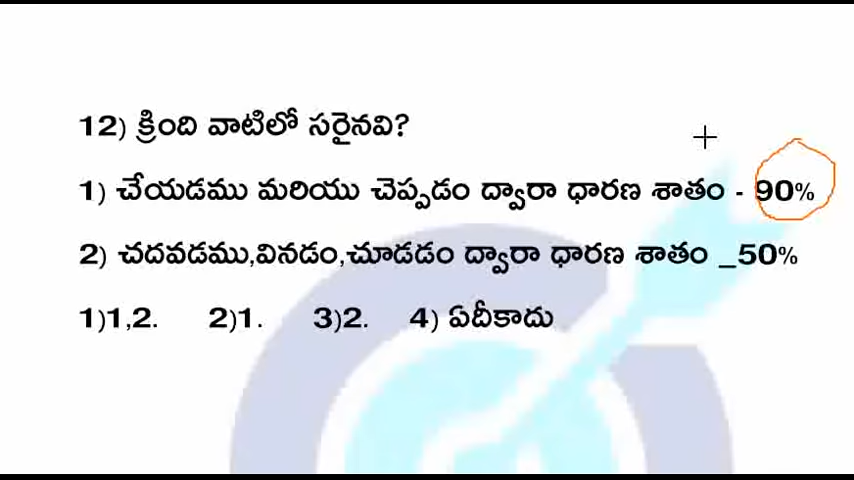 12) క్రింది వాటిలో సరైనవి?
1) చేయడము మరియు చెప్పడం ద్వారా ధారణ శాతం - 90%
2) చదవడము,వినడం,చూడడం ద్వారా ధారణ శాతం _50%
1)1,2. 2)1. 3)2. 4) ఏదీకాదు